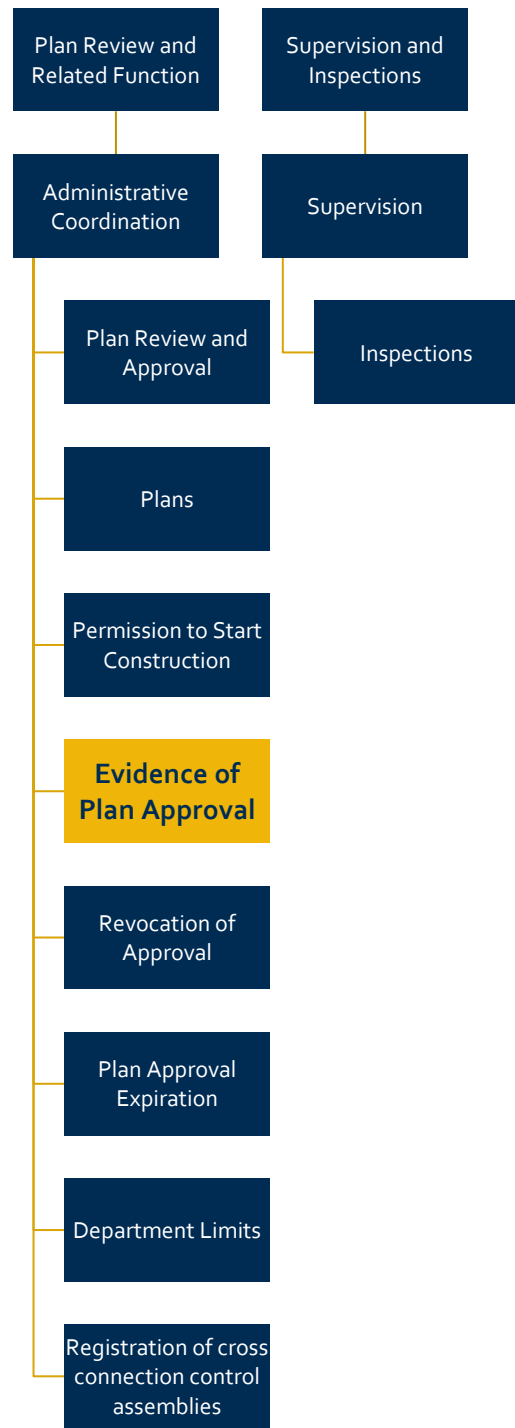 Plan Review and
Related Function
Supervision and
Inspections
Administrative
Coordination
Supervision
Plan Review and
Approval
Inspections
Plans
Permission to Start
Construction
Evidence of
Plan Approval
Revocation of
Approval
Plan Approval
Expiration
Department Limits
Registration of cross
connection control
assemblies